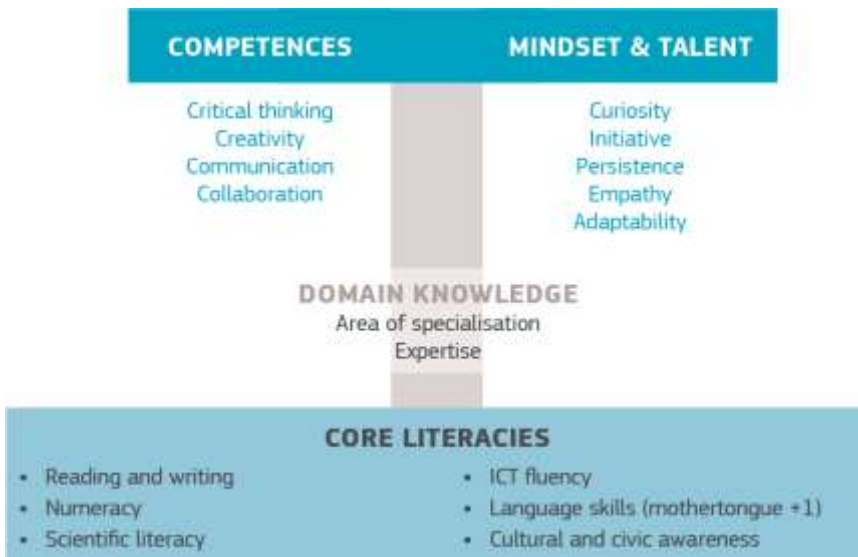 COMPETENCES
Critical thinking
Creativity
Communication
Collaboration
MINDSET & TALENT
Curiosity
Initiative
Persistence
Empathy
Adaptability
DOMAIN KNOWLEDGE
Area of specialisation
Expertise
CORE LITERACIES
• Reading and writing
• Numeracy
• Scientific literacy
• ICT fluency
• Language skills (mothertongue +1)
• Cultural and civic awareness